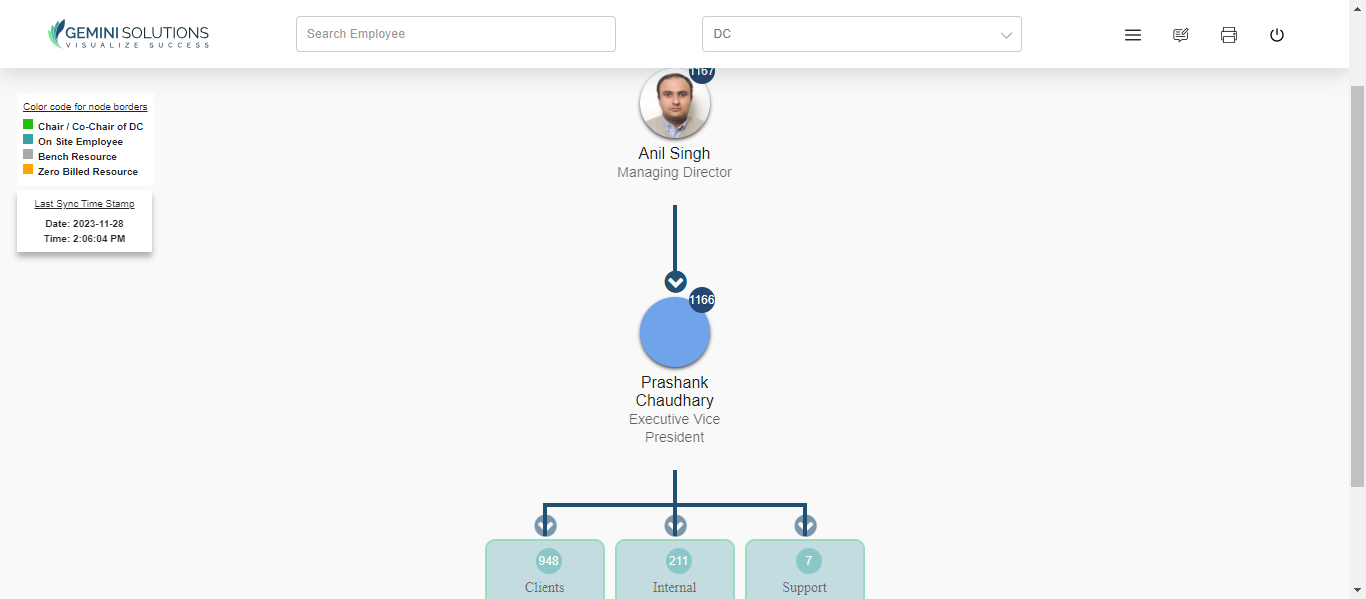 GEMINI SOLUTIONS
VISUALIZE SUCCESS
Search Employee
DC
1167
Anil Singh
Managing Director
Color code for node borders
Chair / Co-Chair of DC
On Site Employee
Bench Resource
Zero Billed Resource
Last Sync Time Stamp
Date: 2023-11-28
Time: 2:06:04 PM
1166
Prashank
Chaudhary
Executive Vice
President
948
Clients
211
Internal
7
Support